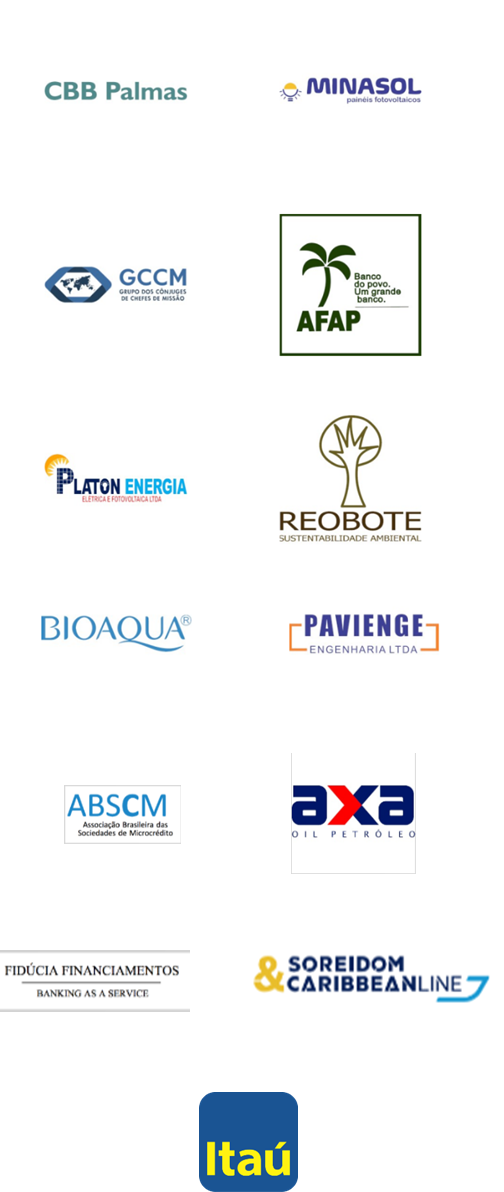 CBB Palmas
MINASOL
painéis fotovoltaicos
GCCM
GRUPO DOS CÔNJUGES
DE CHEFES DE MISSÃO
Banco
do povo.
Um grande
banco.
AFAP
PLATON ENERGIA
ELÉTRICA E FOTOVOLTAICA LTDA
REOBOTE
SUSTENTABILIDADE AMBIENTAL
BIOAQUA®
PAVIENGE
ENGENHARIA LTDA
ABSCM
Associação Brasileira das
Sociedades de Microcrédito
axa
OIL PETRÓLEO
FIDÚCIA FINANCIAMENTOS
BANKING AS A SERVICE
& SOREIDOM
CARIBBEANLINE
Itaú